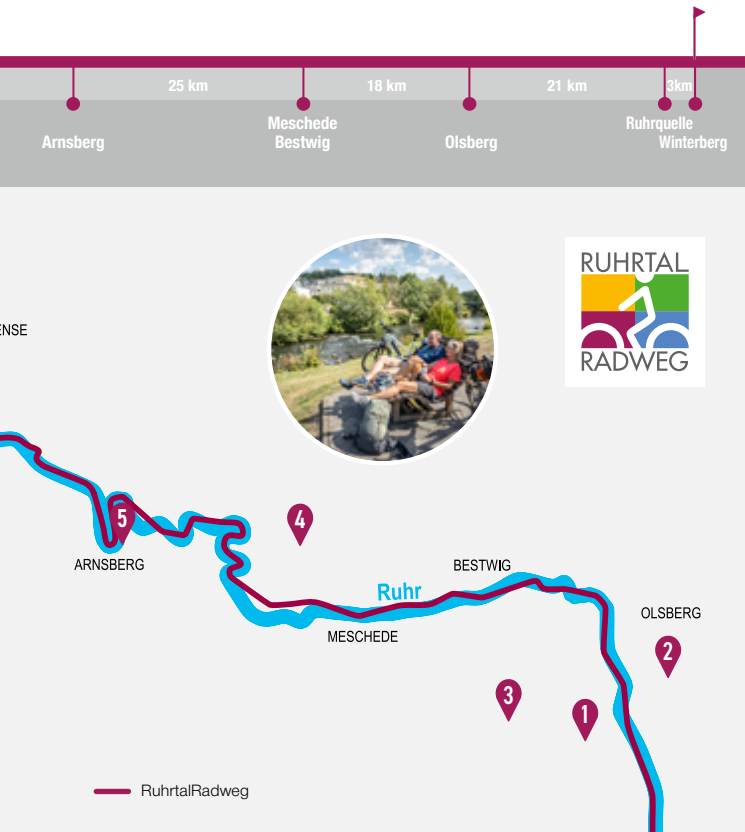 25 km
18 km
21 km
3km
Arnsberg
Meschede
Bestwig
Olsberg
Ruhrquelle
Winterberg
RUHRTAL
RADWEG
ENSE
5
4
ARNSBERG
Ruhr
BESTWIG
MESCHEDE
OLSBERG
2
3
1
RuhrtalRadweg